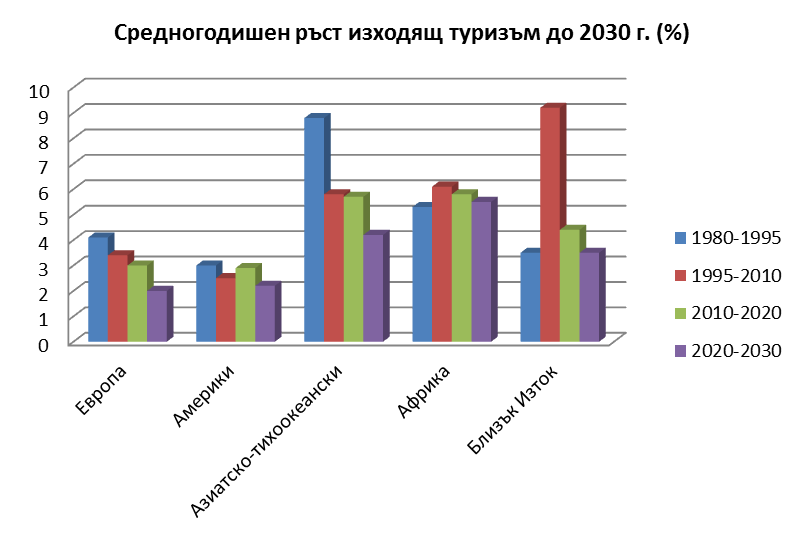 Средногодишен ръст изходящ туризъм до 2030 г. (%)
10
9
8
7
6
5
4
3
2
1
0
Европа
Америки
Азиатско-тихоокеански
Африка
Близък Изток
1980-1995
1995-2010
2010-2020
2020-2030